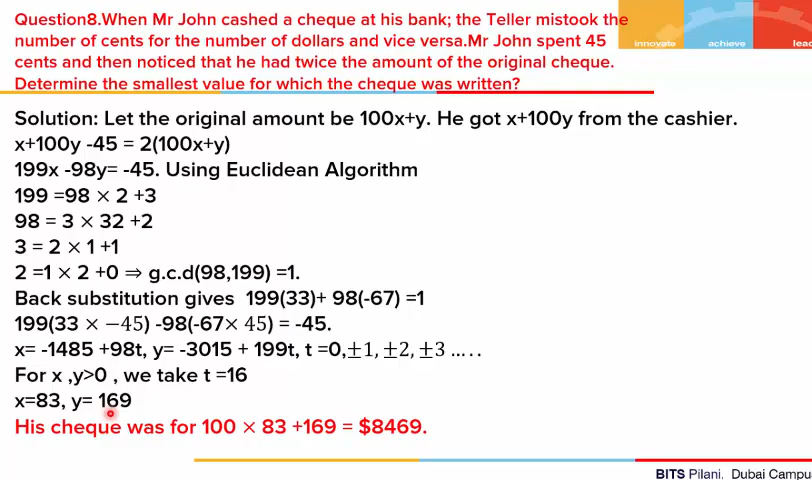 Question8.When Mr John cashed a cheque at his bank; the Teller mistook the
number of cents for the number of dollars and vice versa.Mr John spent 45
cents and then noticed that he had twice the amount of the original cheque.
Determine the smallest value for which the cheque was written?
innovate achieve lead
Solution: Let the original amount be 100x+y. He got x+100y from the cashier.
x+100y -45 = 2(100x+y)
199x -98y= -45. Using Euclidean Algorithm
199 =98 × 2 +3
98 = 3 × 32 +2
3 = 2 × 1 +1
2 =1 × 2 +0 ⇒ g.c.d(98,199) =1.
Back substitution gives 199(33)+ 98(-67) =1
199(33 × −45) -98(-67× 45) = -45.
x= -1485 +98t, y= -3015 + 199t, t =0,±1, ±2, ±3 .....
For x ,y>0 , we take t =16
x=83, y= 169
His cheque was for 100 × 83 +169 = $8469.
BITS Pilani, Dubai Campu